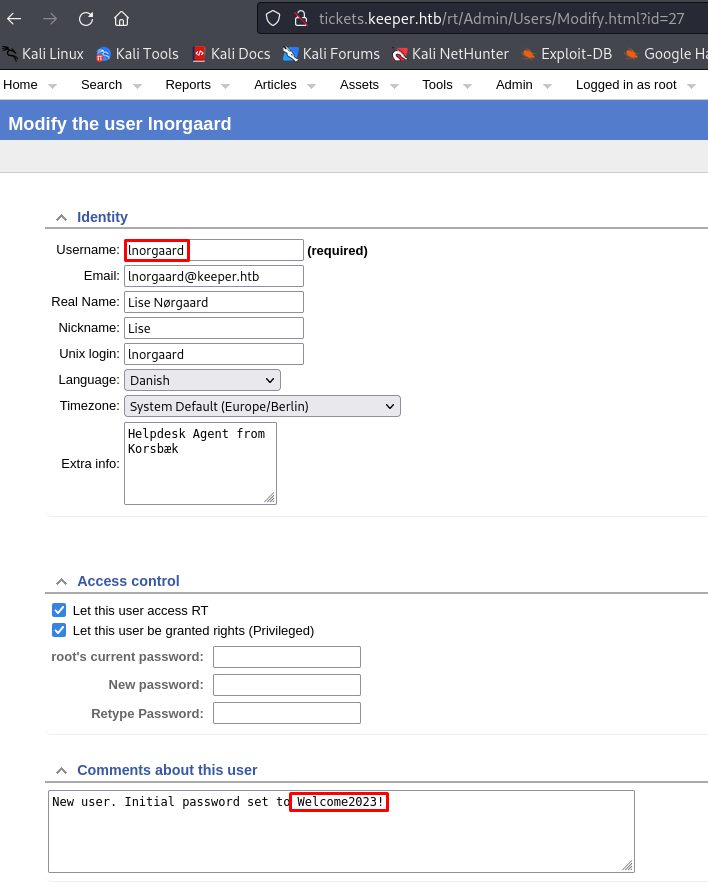 tickets.keeper.htb/rt/Admin/Users/Modify.html?id=27
Kali Linux Kali Tools Kali Docs Kali Forums Kali NetHunter Exploit-DB Google Ha
Home Search Reports Articles Assets Tools Admin Logged in as root
Modify the user lnorgaard
Identity
Username: lnorgaard (required)
Email: lnorgaard@keeper.htb
Real Name: Lise Nørgaard
Nickname: Lise
Unix login: lnorgaard
Language: Danish
Timezone: System Default (Europe/Berlin)
Extra info: Helpdesk Agent from
Korsbæk
Access control
Let this user access RT
Let this user be granted rights (Privileged)
root's current password:
New password:
Retype Password:
Comments about this user
New user. Initial password set to Welcome2023!